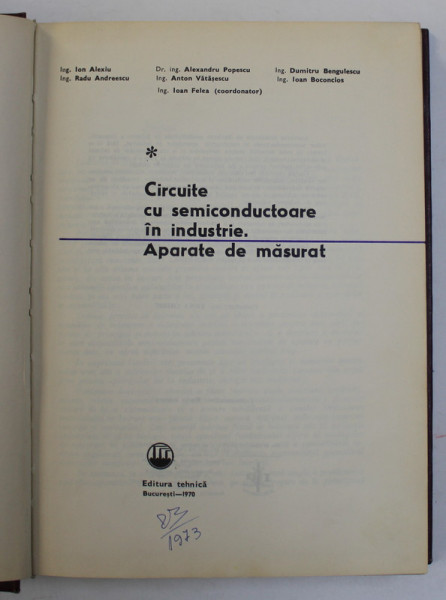 Ing. Ion Alexiu Dr. ing. Alexandru Popescu Ing. Dumitru Bengulescu
Ing. Radu Andreescu Ing. Anton Vătășescu Ing. Ioan Boconcios
Ing. Ioan Felea (coordonator)
*
Circuite
cu semiconductoare
în industrie.
Aparate de măsurat
Editura tehnică
București—1970
1973